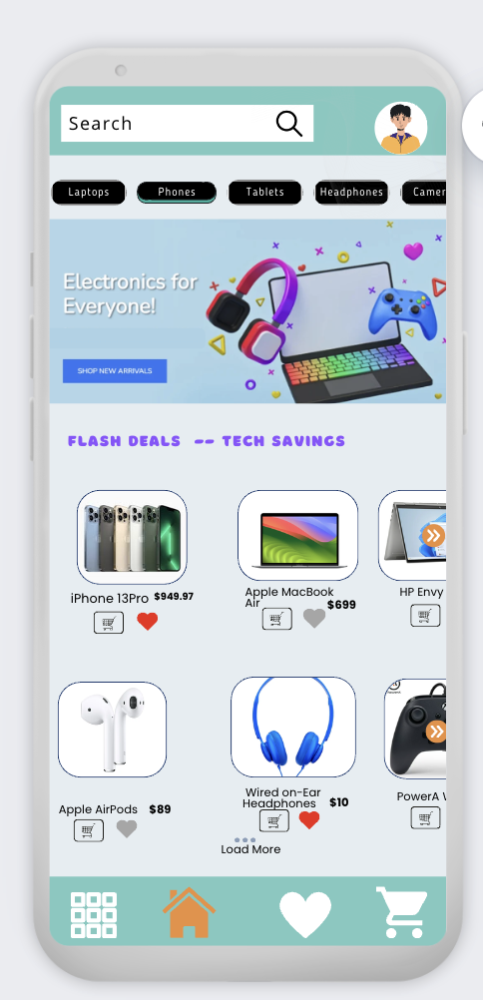 Search
Laptops
Phones
Tablets
Headphones
Camer
Electronics for
Everyone!
SHOP NEW ARRIVALS
FLASH DEALS -- TECH SAVINGS
iPhone 13Pro $949.97
Apple MacBook
Air $699
HP Envy
Apple AirPods $89
Wired on-Ear
Headphones $10
PowerA W
Load More